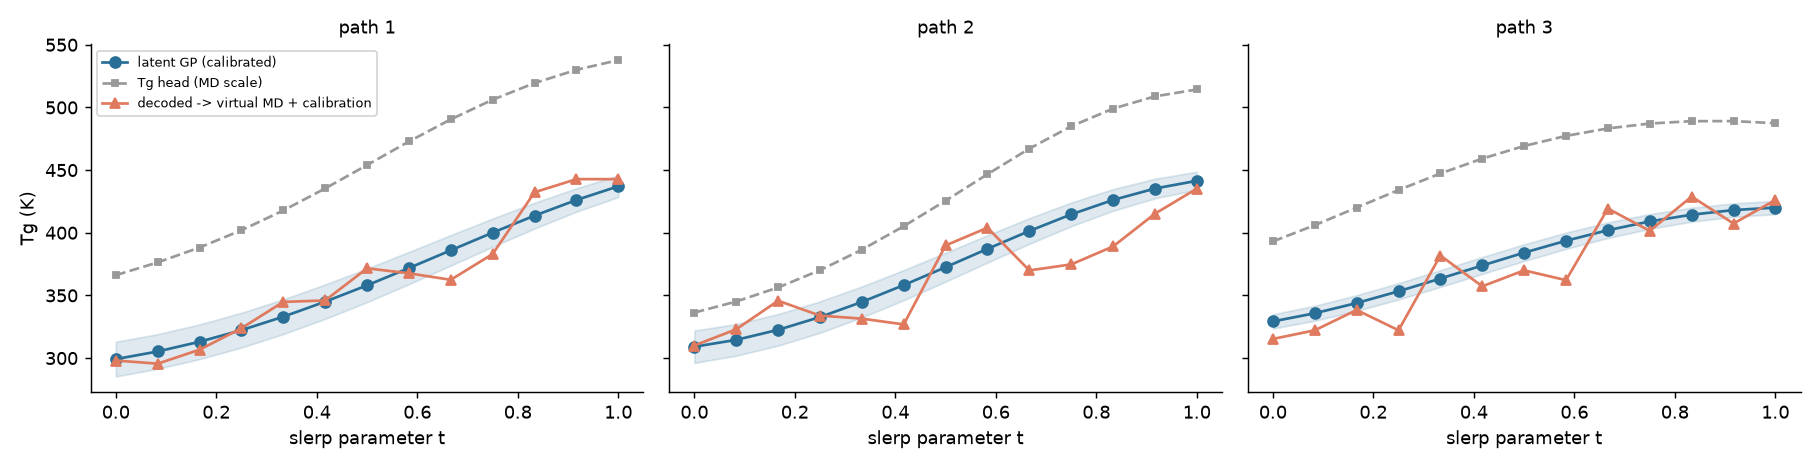 path 1
path 2
path 3
latent GP (calibrated)
Tg head (MD scale)
decoded -> virtual MD + calibration
Tg (K)
550
500
450
400
350
300
0.0 0.2 0.4 0.6 0.8 1.0
0.0 0.2 0.4 0.6 0.8 1.0
0.0 0.2 0.4 0.6 0.8 1.0
slerp parameter t
slerp parameter t
slerp parameter t